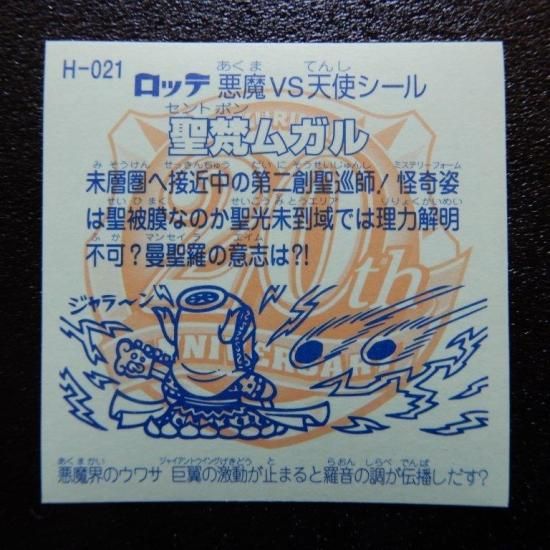 H-021
あくま てんし
ロッテ 悪魔VS天使シール
セントボン
聖梵ムガル
みそうけん せっきんちゅう だいにそうせいじゅんし ミステリーフォーム
未層圏へ接近中の第二創聖巡師!怪奇姿
せいひまく せいこうみとうエリア りりょくかいめい
は聖被膜なのか聖光未到域では理力解明
ふか マンセイント
不可?曼聖羅の意志は?!
20th
ANNIVERSARY
ジャラ〜ン
あくまかい ジャイアントウイングげきどう と らおん しらべ でんぱ
悪魔界のウワサ 巨翼の激動が止まると羅音の調が伝播しだす?